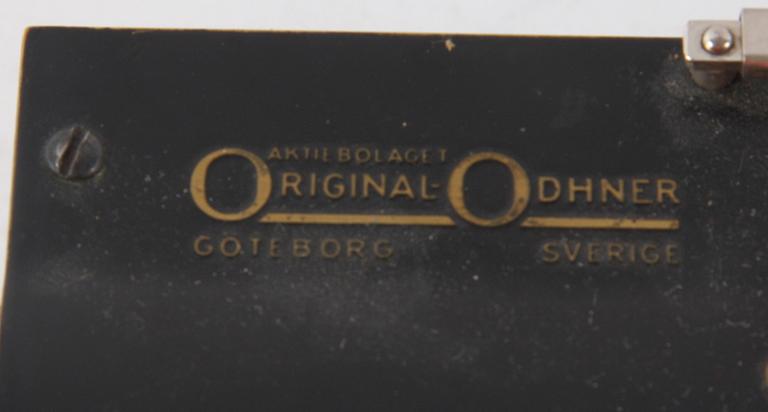 AKTIEBOLAGET
ORIGINAL-ODHNER
GÖTEBORG SVERIGE